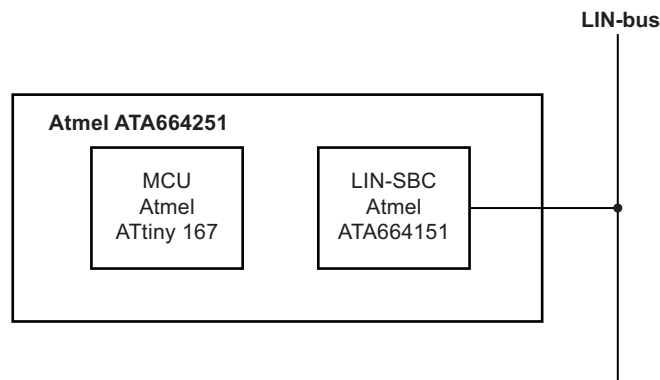 LIN-bus
Atmel ATA664251
MCU
Atmel
ATtiny 167
LIN-SBC
Atmel
ATA664151